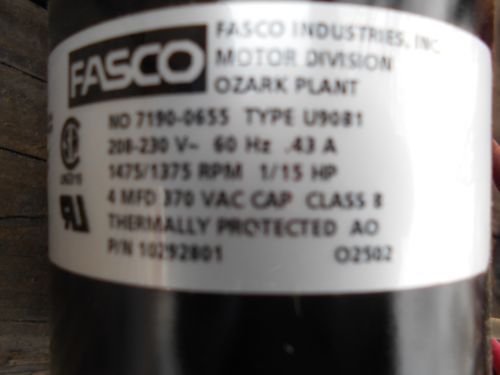 FASCO
FASCO INDUSTRIES, INC.
MOTOR DIVISION
OZARK PLANT
NO 7190-0655 TYPE U90B1
208-230 V~ 60 Hz .43 A
1475/1375 RPM 1/15 HP
4 MFD 370 VAC CAP CLASS B
THERMALLY PROTECTED AO
P/N 10292801 O2502